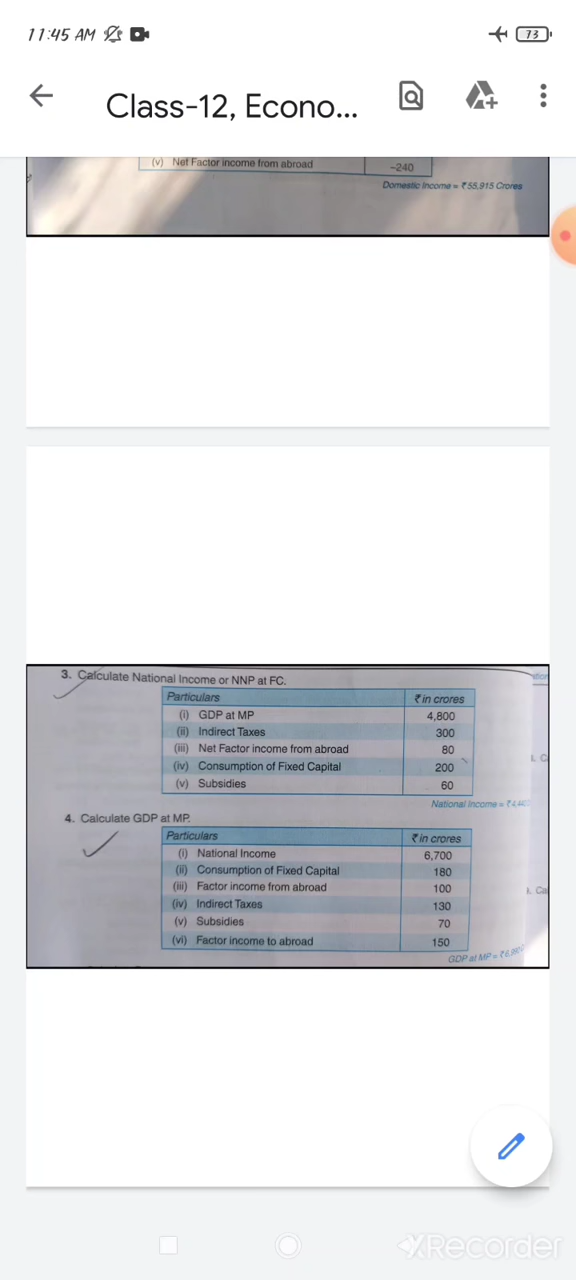 11:45 AM 73
Class-12, Econo...
(v) Net Factor income from abroad -240
Domestic Income = ₹55,915 Crores
3. Calculate National Income or NNP at FC.
Particulars ₹ in crores
(i) GDP at MP 4,800
(ii) Indirect Taxes 300
(iii) Net Factor income from abroad 80
(iv) Consumption of Fixed Capital 200
(v) Subsidies 60
National Income = ₹
4. Calculate GDP at MP.
Particulars ₹ in crores
(i) National Income 6,700
(ii) Consumption of Fixed Capital 180
(iii) Factor income from abroad 100
(iv) Indirect Taxes 130
(v) Subsidies 70
(vi) Factor income to abroad 150
GDP at MP = ₹
XRecorder